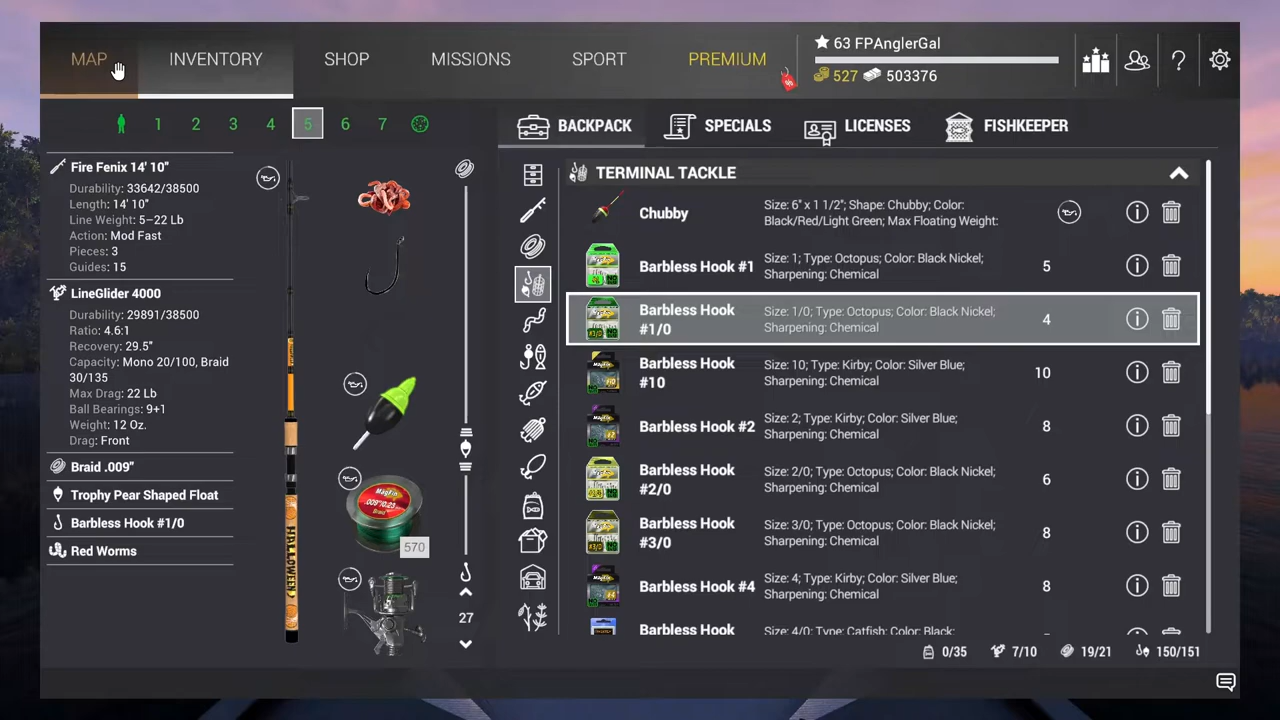 MAP
INVENTORY
SHOP
MISSIONS
SPORT
PREMIUM
63 FPAnglerGal
527 503376
1 2 3 4 5 6 7
BACKPACK
SPECIALS
LICENSES
FISHKEEPER
Fire Fenix 14' 10"
Durability: 33642/38500
Length: 14' 10"
Line Weight: 5–22 Lb
Action: Mod Fast
Pieces: 3
Guides: 15
LineGlider 4000
Durability: 29891/38500
Ratio: 4.6:1
Recovery: 29.5"
Capacity: Mono 20/100, Braid
30/135
Max Drag: 22 Lb
Ball Bearings: 9+1
Weight: 12 Oz.
Drag: Front
Braid .009"
Trophy Pear Shaped Float
Barbless Hook #1/0
Red Worms
HALLOWEEN
MagFin
570
27
TERMINAL TACKLE
Chubby
Size: 6" x 1 1/2"; Shape: Chubby; Color:
Black/Red/Light Green; Max Floating Weight:
Barbless Hook #1
Size: 1; Type: Octopus; Color: Black Nickel;
Sharpening: Chemical
5
Barbless Hook
#1/0
Size: 1/0; Type: Octopus; Color: Black Nickel;
Sharpening: Chemical
4
Barbless Hook
#10
Size: 10; Type: Kirby; Color: Silver Blue;
Sharpening: Chemical
10
Barbless Hook #2
Size: 2; Type: Kirby; Color: Silver Blue;
Sharpening: Chemical
8
Barbless Hook
#2/0
Size: 2/0; Type: Octopus; Color: Black Nickel;
Sharpening: Chemical
6
Barbless Hook
#3/0
Size: 3/0; Type: Octopus; Color: Black Nickel;
Sharpening: Chemical
8
Barbless Hook #4
Size: 4; Type: Kirby; Color: Silver Blue;
Sharpening: Chemical
8
Barbless Hook
Size: 4/0; Type: Catfish; Color: Black;
0/35 7/10 19/21 150/151